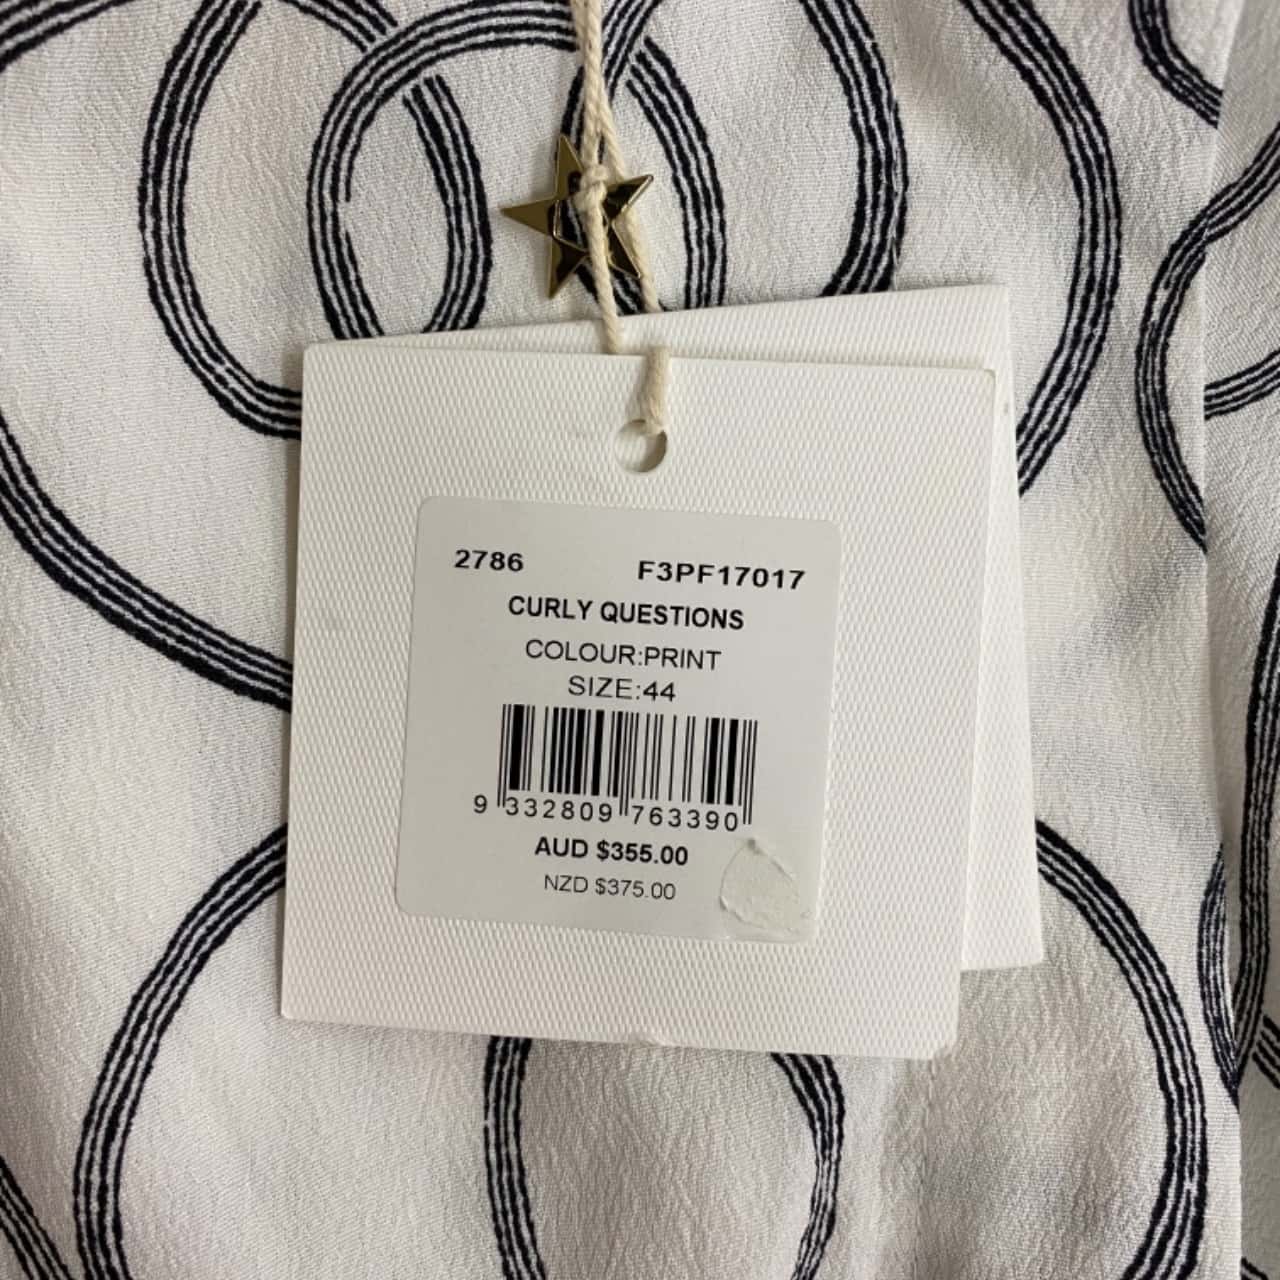 2786 F3PF17017
CURLY QUESTIONS
COLOUR:PRINT
SIZE:44
9 332809 763390
AUD $355.00
NZD $375.00